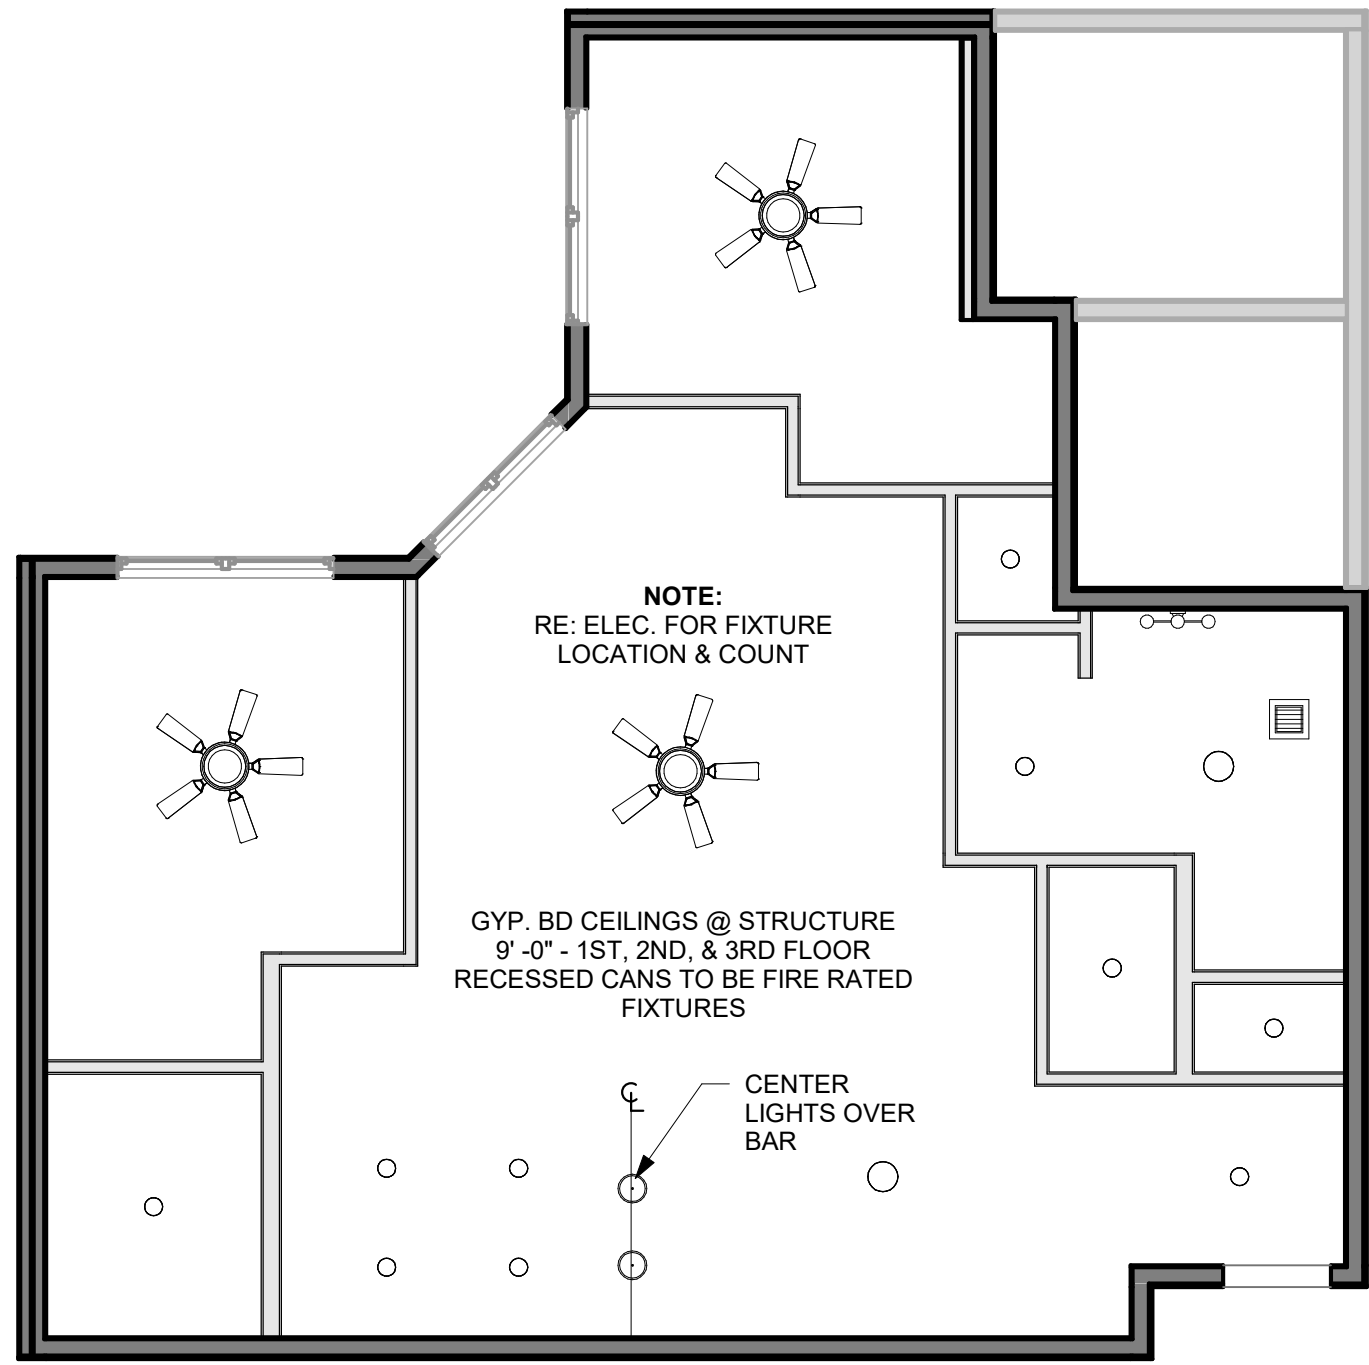 NOTE:
RE: ELEC. FOR FIXTURE
LOCATION & COUNT
GYP. BD CEILINGS @ STRUCTURE
9' -0" - 1ST, 2ND, & 3RD FLOOR
RECESSED CANS TO BE FIRE RATED
FIXTURES
℄
CENTER
LIGHTS OVER
BAR